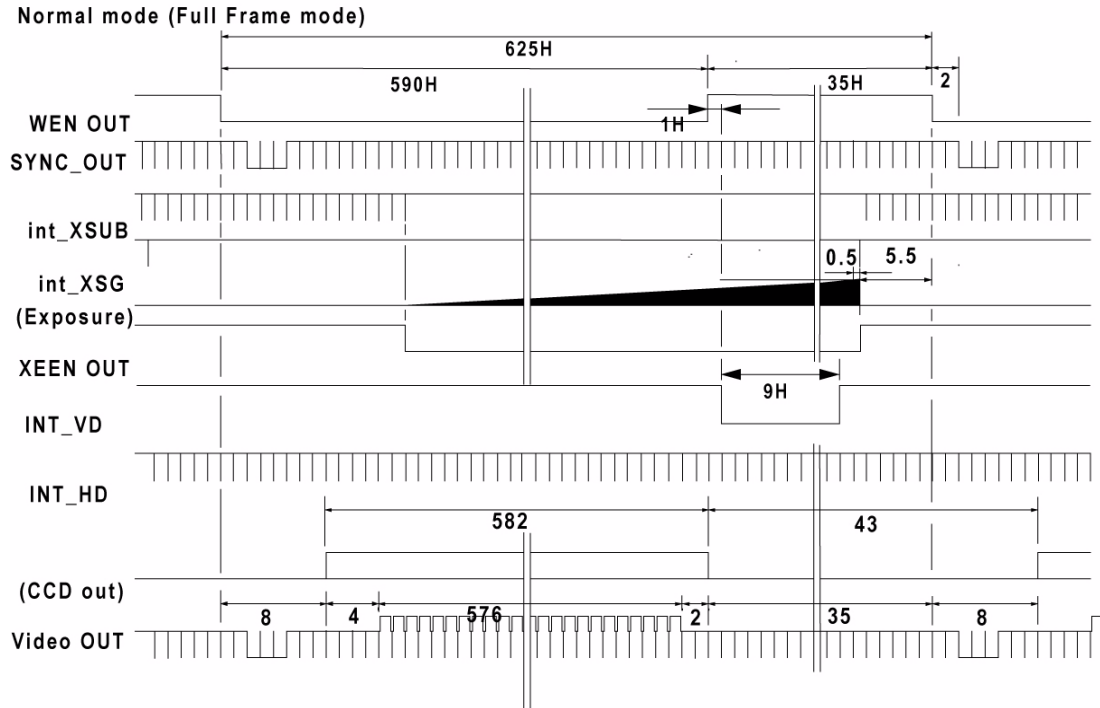 Normal mode (Full Frame mode)
625H
590H
35H
2
1H
WEN OUT
SYNC_OUT
int_XSUB
0.5
5.5
int_XSG
(Exposure)
XEEN OUT
9H
INT_VD
INT_HD
582
43
(CCD out)
8
4
576
2
35
8
Video OUT